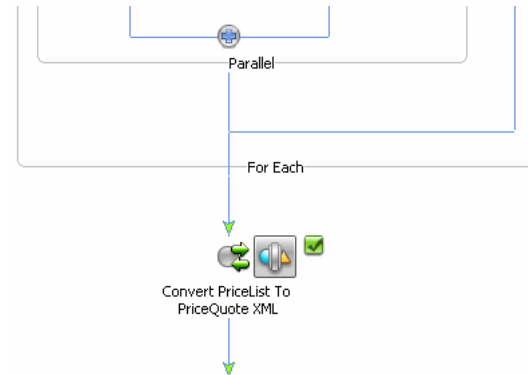 Parallel
For Each
Convert PriceList To
PriceQuote XML